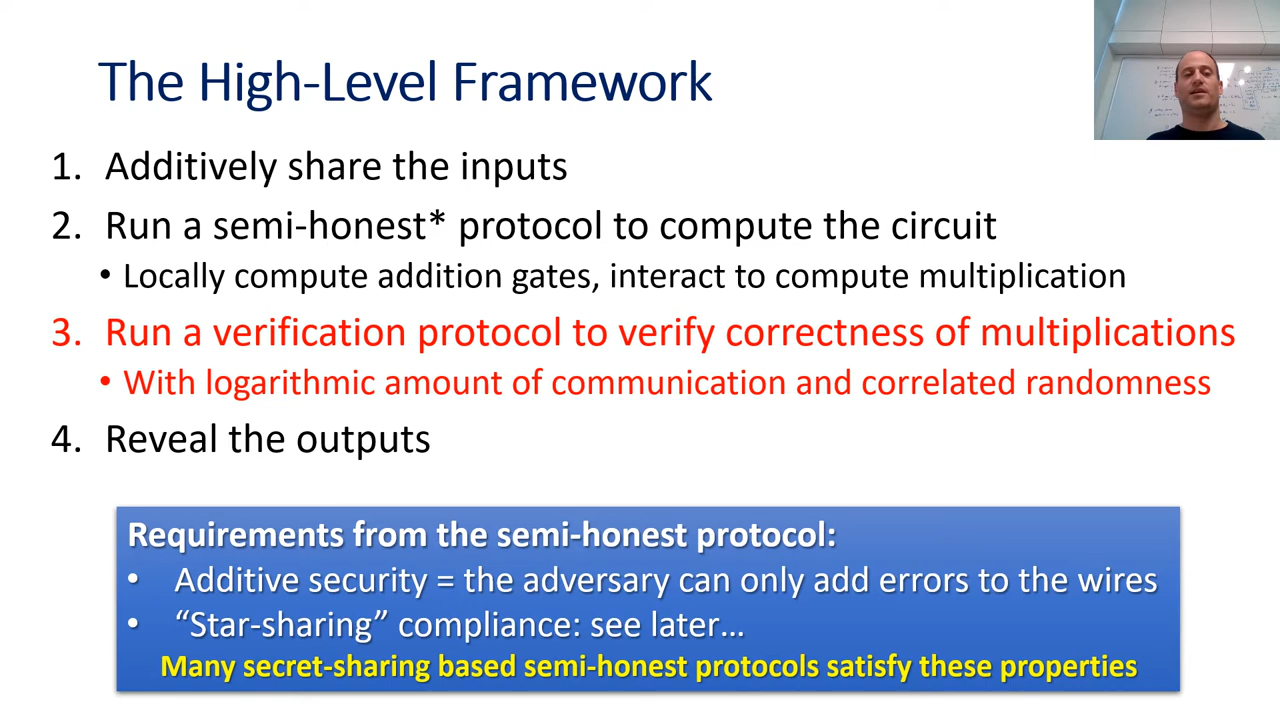 The High-Level Framework
1. Additively share the inputs
2. Run a semi-honest* protocol to compute the circuit
• Locally compute addition gates, interact to compute multiplication
3. Run a verification protocol to verify correctness of multiplications
• With logarithmic amount of communication and correlated randomness
4. Reveal the outputs
Requirements from the semi-honest protocol:
• Additive security = the adversary can only add errors to the wires
• “Star-sharing” compliance: see later…
Many secret-sharing based semi-honest protocols satisfy these properties